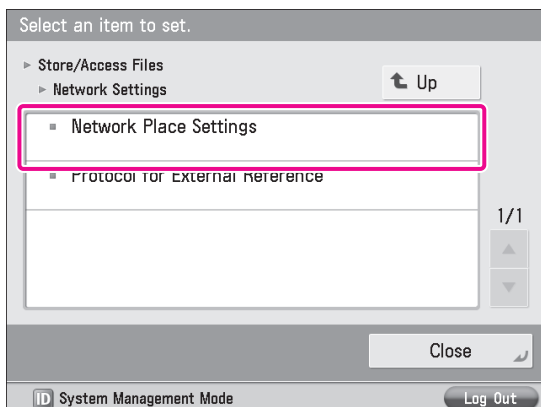 Select an item to set.
Store/Access Files
Network Settings
Up
Network Place Settings
Protocol for External Reference
1/1
Close
ID System Management Mode
Log Out